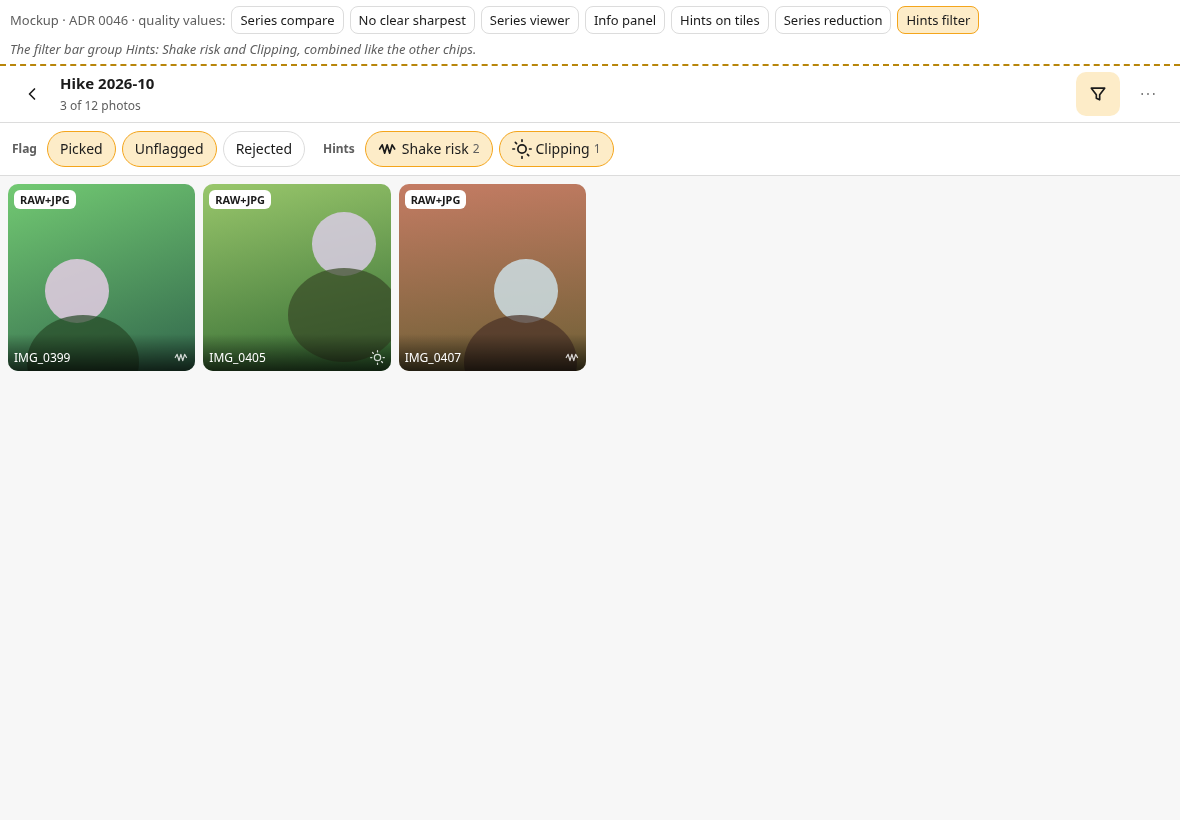 Mockup · ADR 0046 · quality values: Series compare No clear sharpest Series viewer Info panel Hints on tiles Series reduction Hints filter
The filter bar group Hints: Shake risk and Clipping, combined like the other chips.
Hike 2026-10
3 of 12 photos
Flag Picked Unflagged Rejected Hints Shake risk 2 Clipping 1
RAW+JPG RAW+JPG RAW+JPG
IMG_0399 IMG_0405 IMG_0407